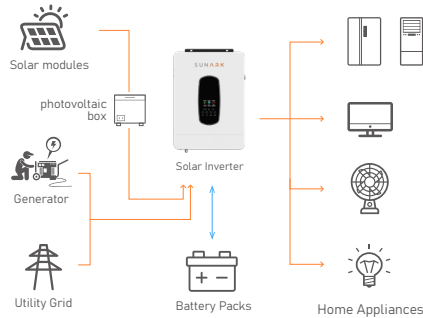 Solar modules
SUNARK
photovoltaic
box
Solar Inverter
Generator
Utility Grid
Battery Packs
Home Appliances